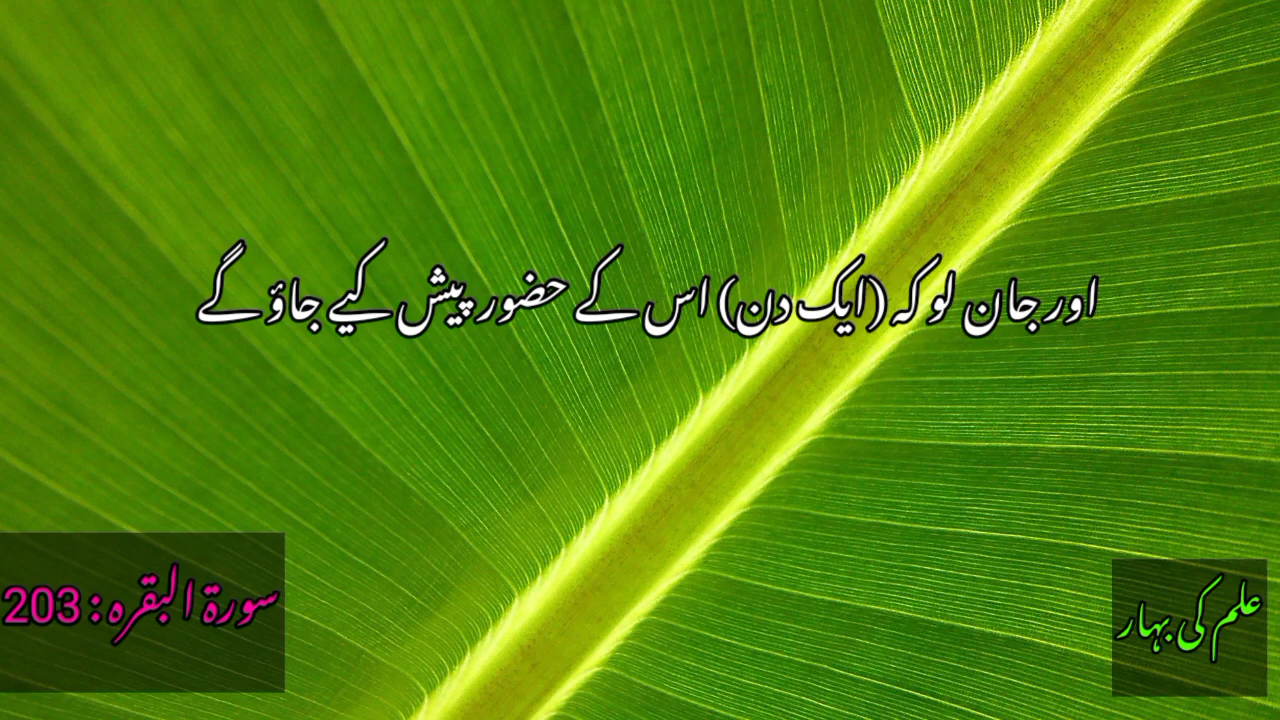 اور جان لو کہ (ایک دن) اس کے حضور پیش کیے جاؤ گے
سورۃ البقرہ : 203
علم کی بہار